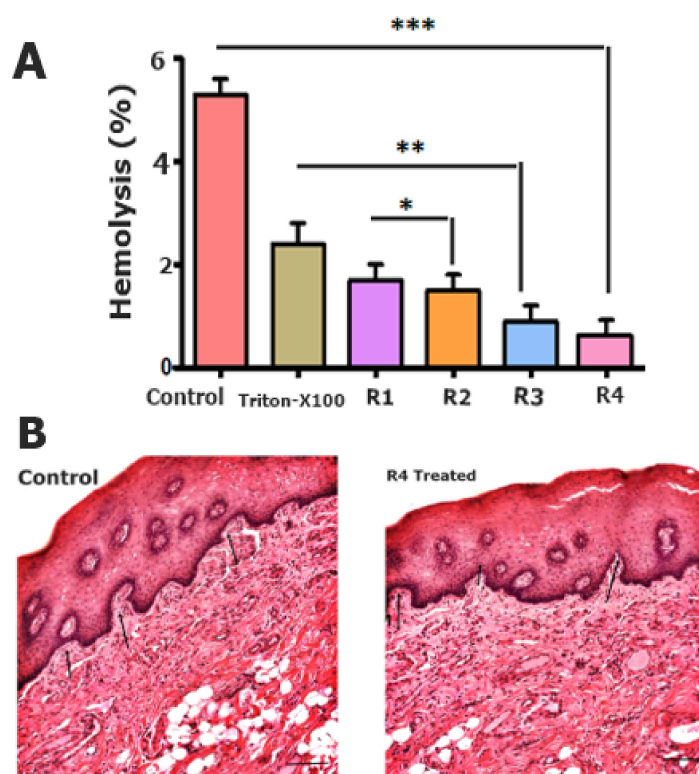 A
***
6
**
4
*
2
0
Hemolysis (%)
Control Triton-X100 R1 R2 R3 R4
B
Control
R4 Treated